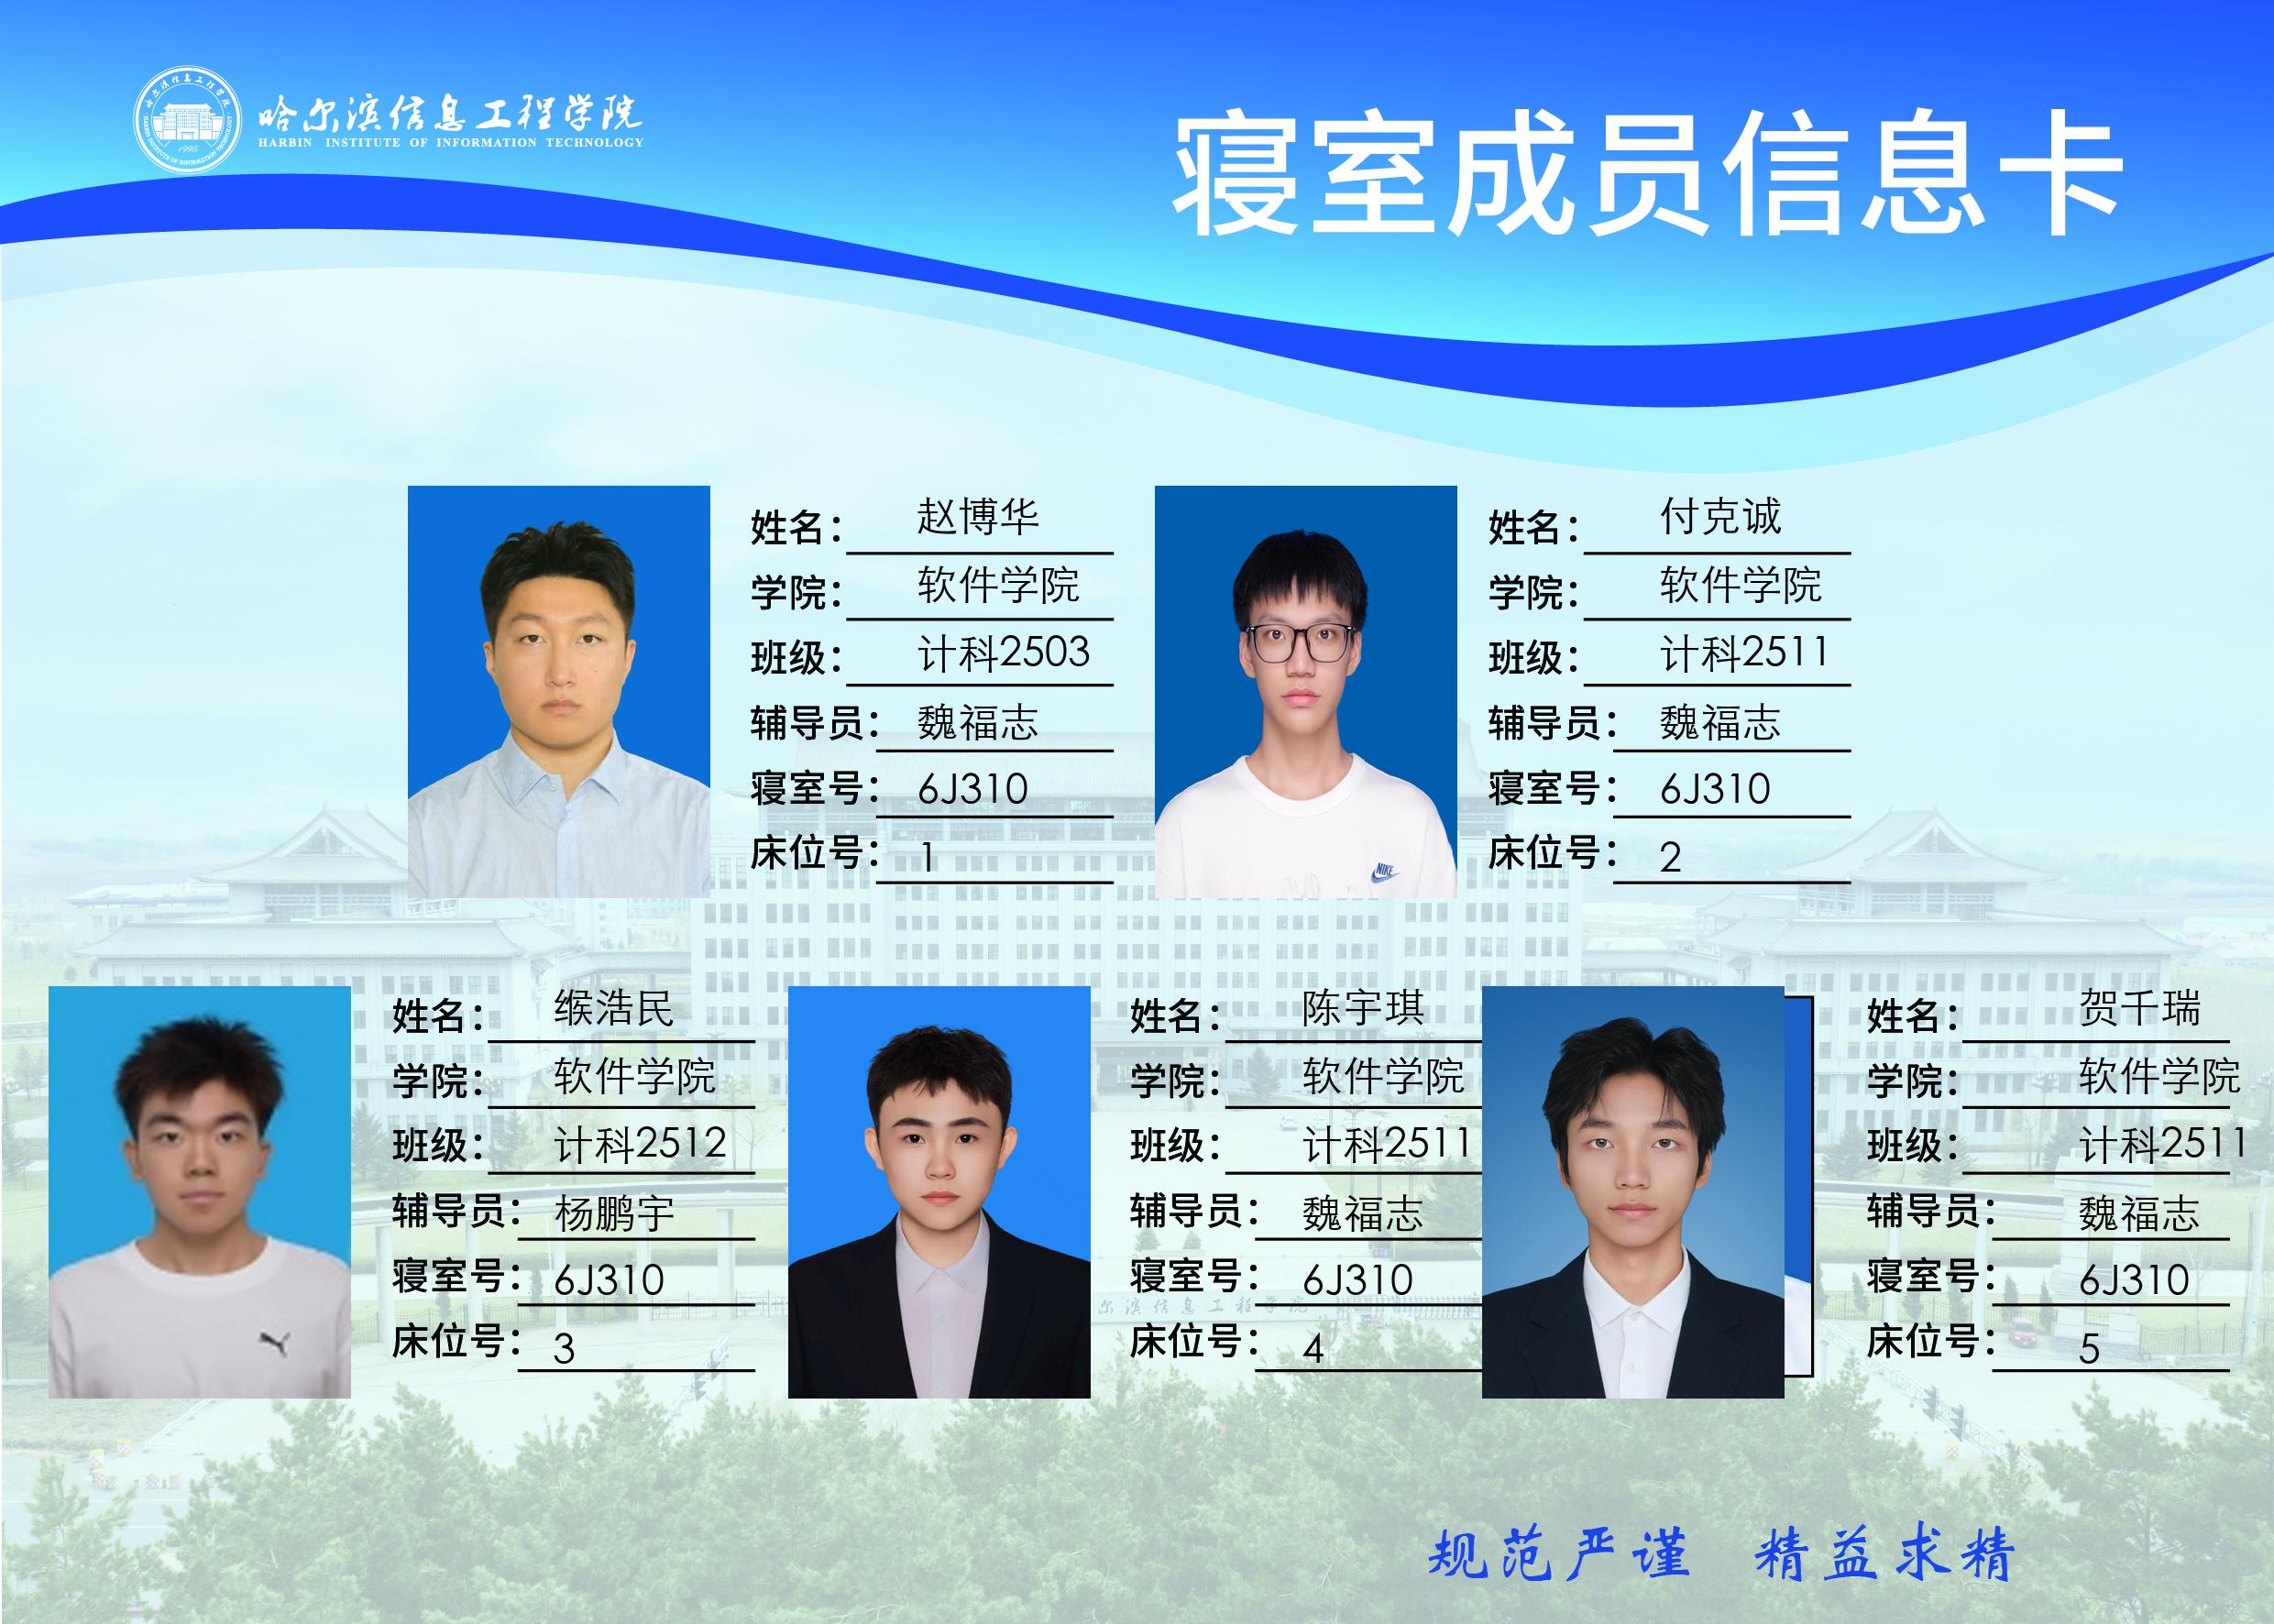 哈尔滨信息工程学院
HARBIN INSTITUTE OF INFORMATION TECHNOLOGY
1995
寝室成员信息卡
姓名：赵博华
学院：软件学院
班级：计科2503
辅导员：魏福志
寝室号：6J310
床位号：1
姓名：付克诚
学院：软件学院
班级：计科2511
辅导员：魏福志
寝室号：6J310
床位号：2
NIKE
姓名：缑浩民
学院：软件学院
班级：计科2512
辅导员：杨鹏宇
寝室号：6J310
床位号：3
姓名：陈宇琪
学院：软件学院
班级：计科2511
辅导员：魏福志
寝室号：6J310
床位号：4
姓名：贺千瑞
学院：软件学院
班级：计科2511
辅导员：魏福志
寝室号：6J310
床位号：5
尔滨信息工程学院
规范严谨 精益求精